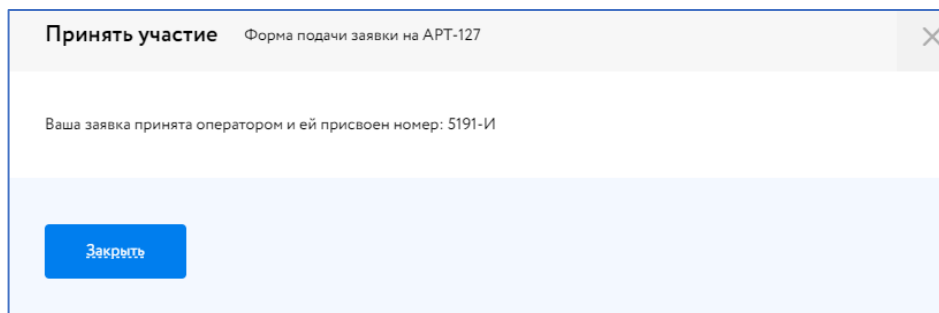 Принять участие Форма подачи заявки на АРТ-127
Ваша заявка принята оператором и ей присвоен номер: 5191-И
Закрыть